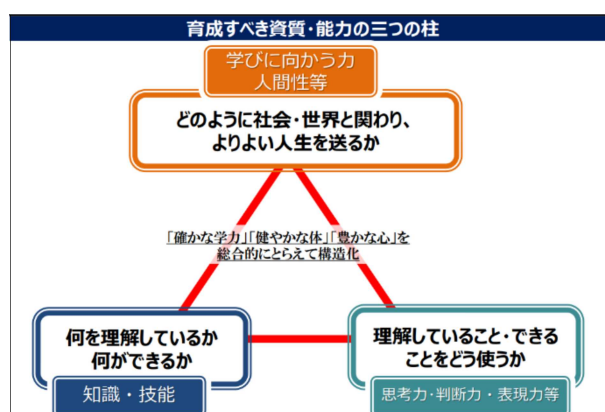 育成すべき資質・能力の三つの柱
学びに向かう力
人間性等
どのように社会・世界と関わり、
よりよい人生を送るか
「確かな学力」「健やかな体」「豊かな心」を
総合的にとらえて構造化
何を理解しているか
何ができるか
知識・技能
理解していること・できる
ことをどう使うか
思考力・判断力・表現力等